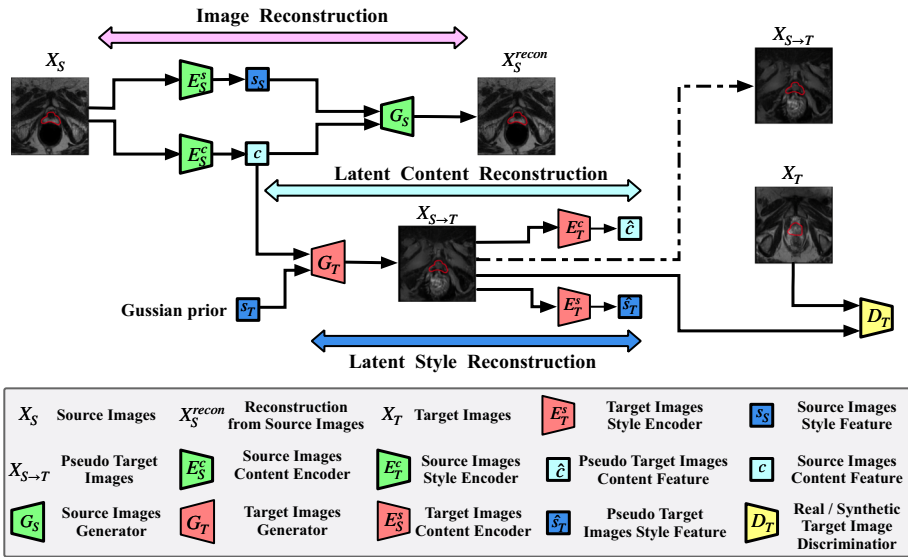 Image Reconstruction
X_S
X_S^recon
X_{S→T}
E_S^s
s_S
G_S
E_S^c
c
Latent Content Reconstruction
X_{S→T}
X_T
E_T^c
ĉ
G_T
Gussian prior
s_T
E_T^s
ŝ_T
D_T
Latent Style Reconstruction
X_S Source Images
X_S^recon Reconstruction
from Source Images
X_T Target Images
E_T^s Target Images
Style Encoder
s_S Source Images
Style Feature
X_{S→T} Pseudo Target
Images
E_S^c Source Images
Content Encoder
E_T^c Source Images
Style Encoder
ĉ Pseudo Target Images
Content Feature
c Source Images
Content Feature
G_S Source Images
Generator
G_T Target Images
Generator
E_S^s Target Images
Content Encoder
ŝ_T Pseudo Target
Images Style Feature
D_T Real / Synthetic
Target Image
Discriminatior